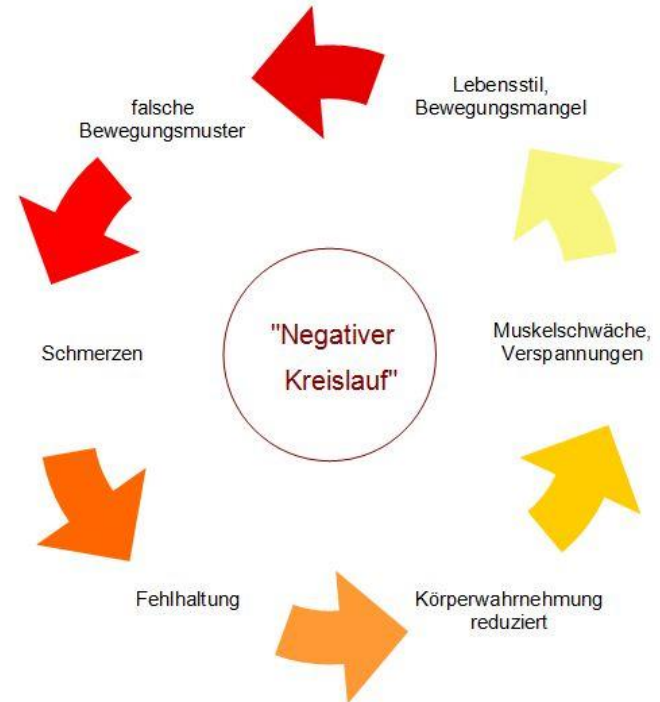 Lebensstil,
Bewegungsmangel
falsche
Bewegungsmuster
Schmerzen
Fehlhaltung
Körperwahrnehmung
reduziert
Muskelschwäche,
Verspannungen
"Negativer
Kreislauf"